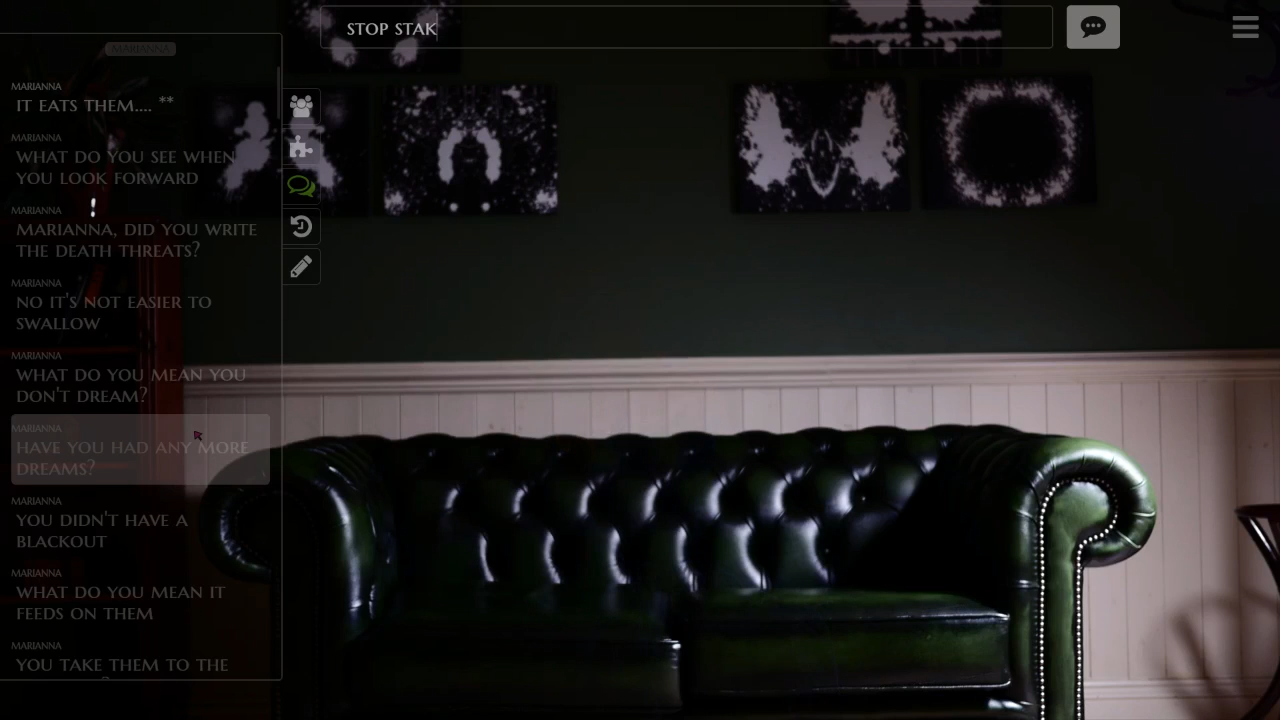 STOP STAK
MARIANNA
MARIANNA
IT EATS THEM.... **
MARIANNA
WHAT DO YOU SEE WHEN
YOU LOOK FORWARD
MARIANNA
MARIANNA, DID YOU WRITE
THE DEATH THREATS?
MARIANNA
NO IT'S NOT EASIER TO
SWALLOW
MARIANNA
WHAT DO YOU MEAN YOU
DON'T DREAM?
MARIANNA
HAVE YOU HAD ANY MORE
DREAMS?
MARIANNA
YOU DIDN'T HAVE A
BLACKOUT
MARIANNA
WHAT DO YOU MEAN IT
FEEDS ON THEM
MARIANNA
YOU TAKE THEM TO THE